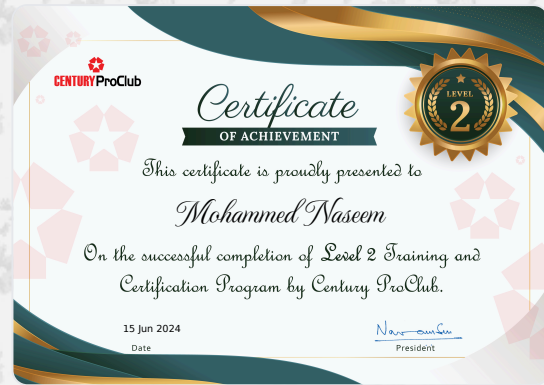 CENTURY ProClub
LEVEL
2
Certificate
OF ACHIEVEMENT
This certificate is proudly presented to
Mohammed Naseem
On the successful completion of Level 2 Training and
Certification Program by Century ProClub.
15 Jun 2024
Date
President